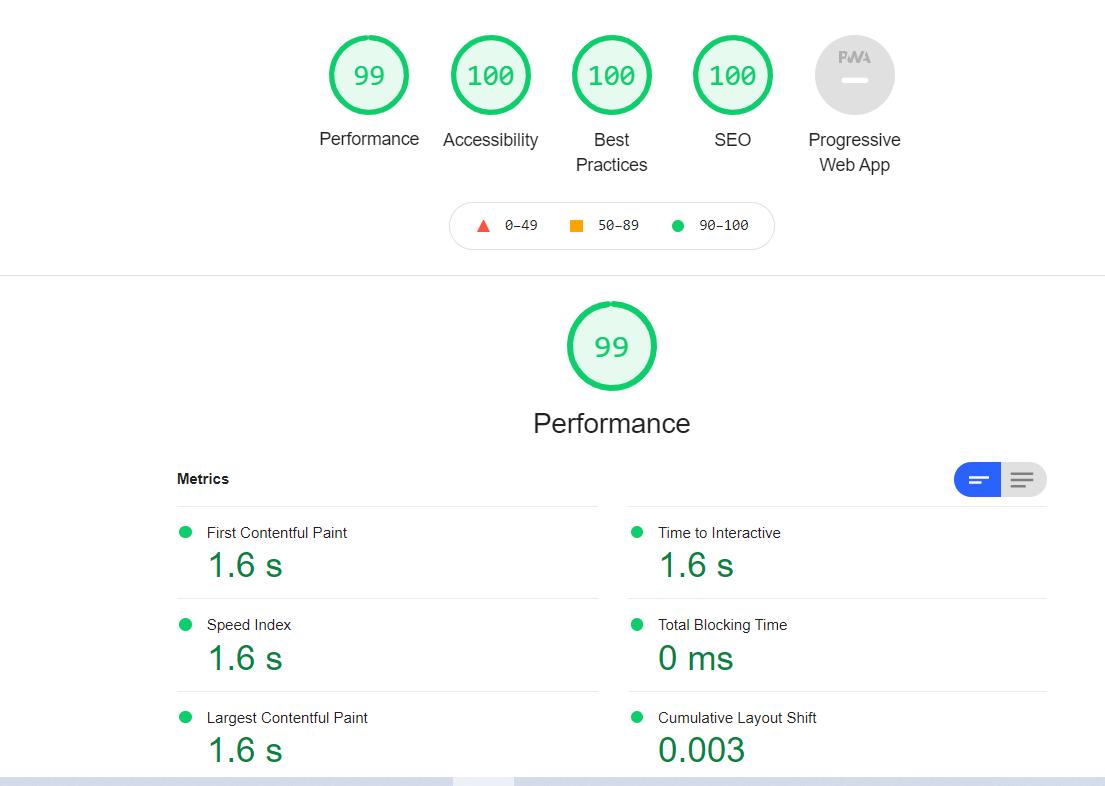 99 100 100 100 PWA
Performance Accessibility Best Practices SEO Progressive Web App
0–49 50–89 90–100
99
Performance
Metrics
First Contentful Paint
1.6 s
Time to Interactive
1.6 s
Speed Index
1.6 s
Total Blocking Time
0 ms
Largest Contentful Paint
1.6 s
Cumulative Layout Shift
0.003